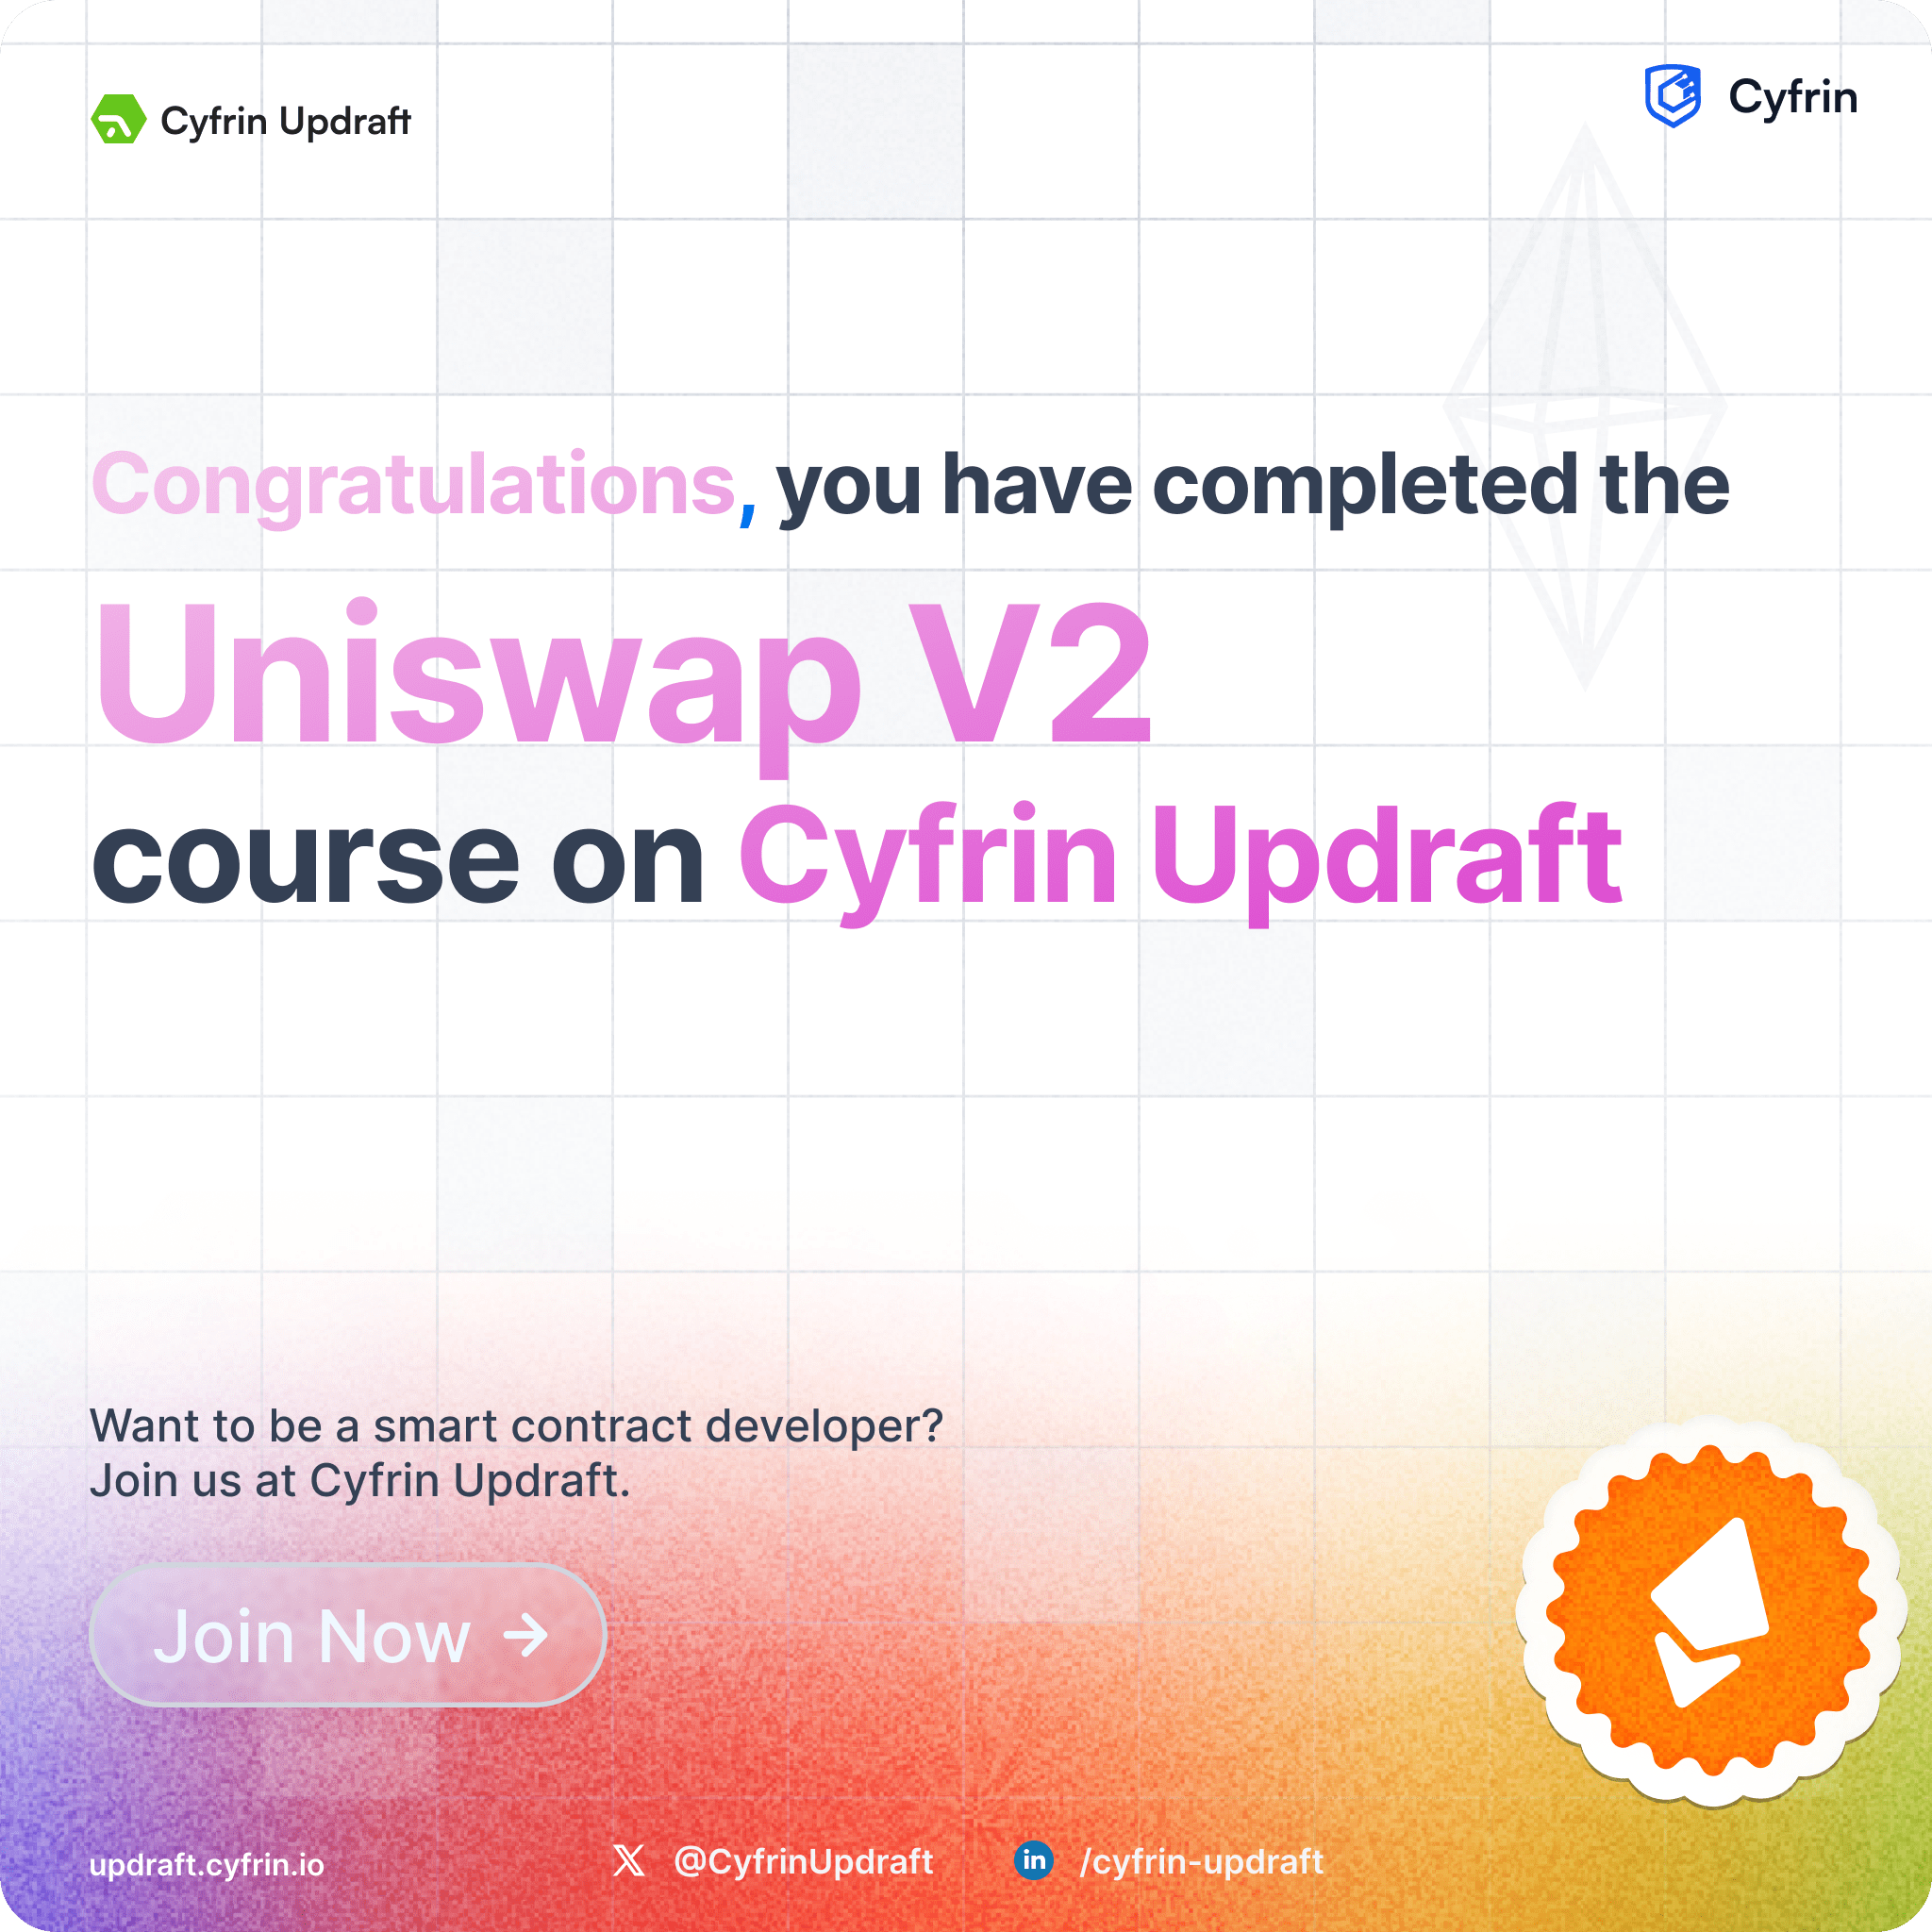 Cyfrin Updraft
Cyfrin
Congratulations, you have completed the
Uniswap V2
course on Cyfrin Updraft
Want to be a smart contract developer?
Join us at Cyfrin Updraft.
Join Now →
updraft.cyfrin.io
@CyfrinUpdraft
in
/cyfrin-updraft